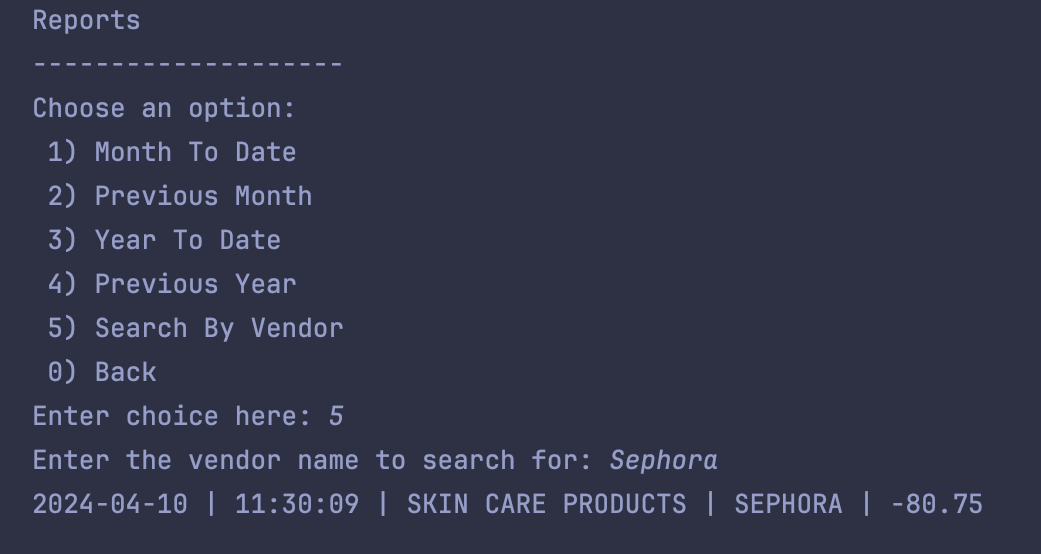 Reports
--------------------
Choose an option:
1) Month To Date
2) Previous Month
3) Year To Date
4) Previous Year
5) Search By Vendor
0) Back
Enter choice here: 5
Enter the vendor name to search for: Sephora
2024-04-10 | 11:30:09 | SKIN CARE PRODUCTS | SEPHORA | -80.75